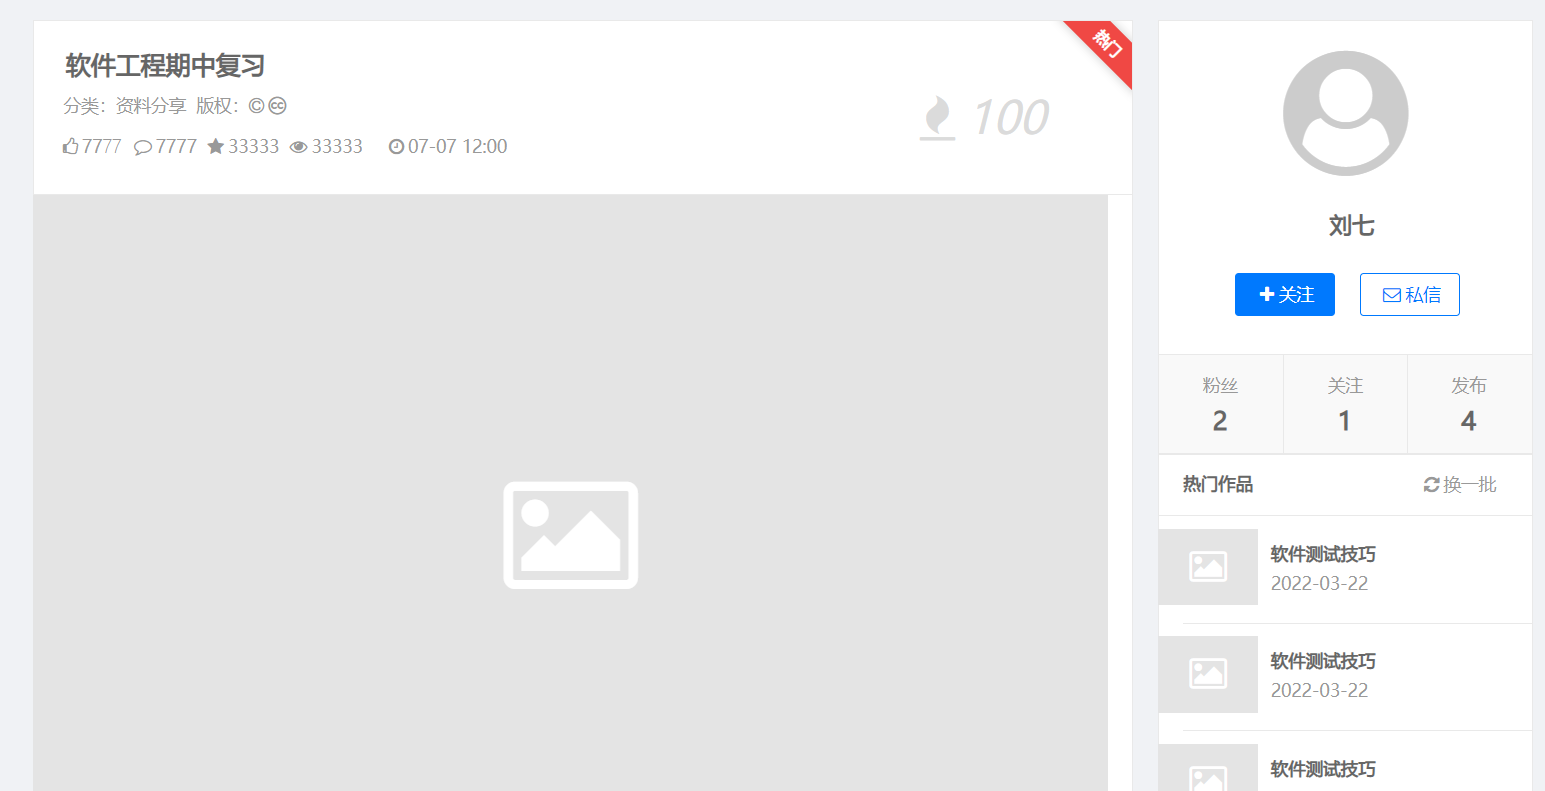 软件工程期中复习
热门
分类：资料分享 版权：©🅭
7777 7777 33333 33333 07-07 12:00
100
刘七
关注 私信
粉丝 关注 发布
2 1 4
热门作品 换一批
软件测试技巧
2022-03-22
软件测试技巧
2022-03-22
软件测试技巧